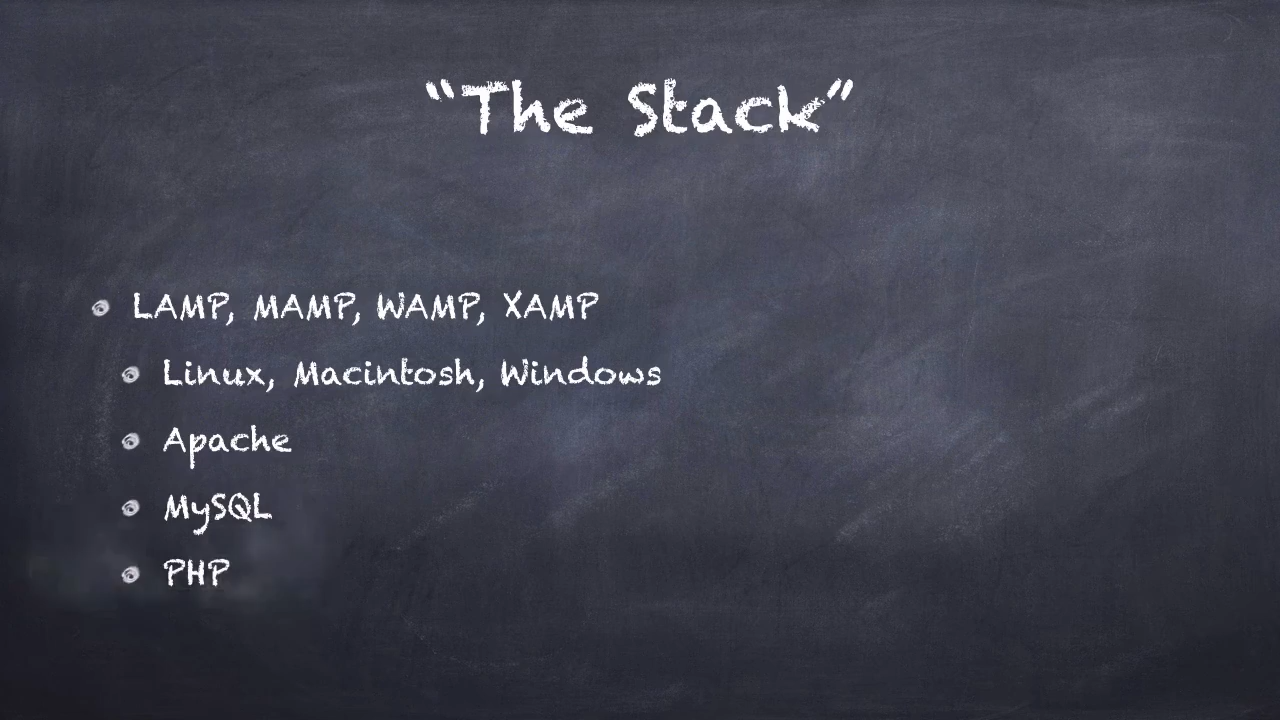 “The Stack”
LAMP, MAMP, WAMP, XAMP
Linux, Macintosh, Windows
Apache
MySQL
PHP